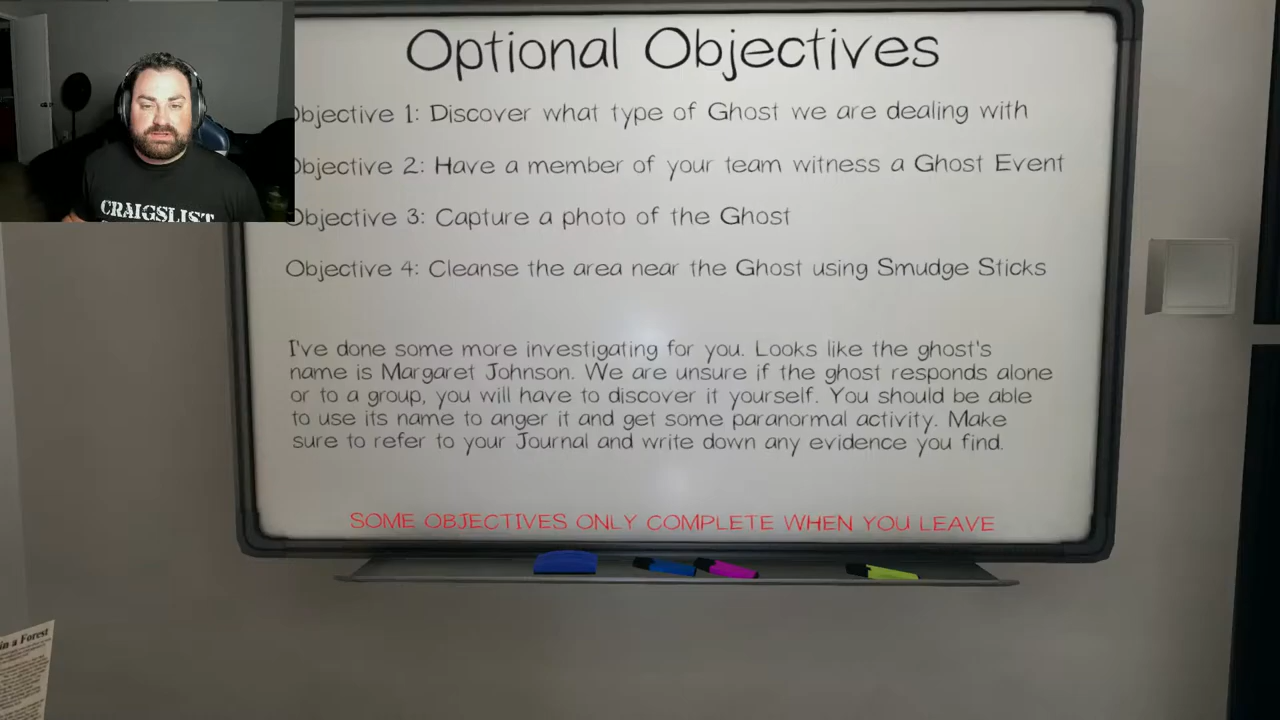 Optional Objectives
Objective 1: Discover what type of Ghost we are dealing with
Objective 2: Have a member of your team witness a Ghost Event
Objective 3: Capture a photo of the Ghost
Objective 4: Cleanse the area near the Ghost using Smudge Sticks
I've done some more investigating for you. Looks like the ghost's
name is Margaret Johnson. We are unsure if the ghost responds alone
or to a group, you will have to discover it yourself. You should be able
to use its name to anger it and get some paranormal activity. Make
sure to refer to your Journal and write down any evidence you find.
SOME OBJECTIVES ONLY COMPLETE WHEN YOU LEAVE
CRAIGSLIST
in a Forest